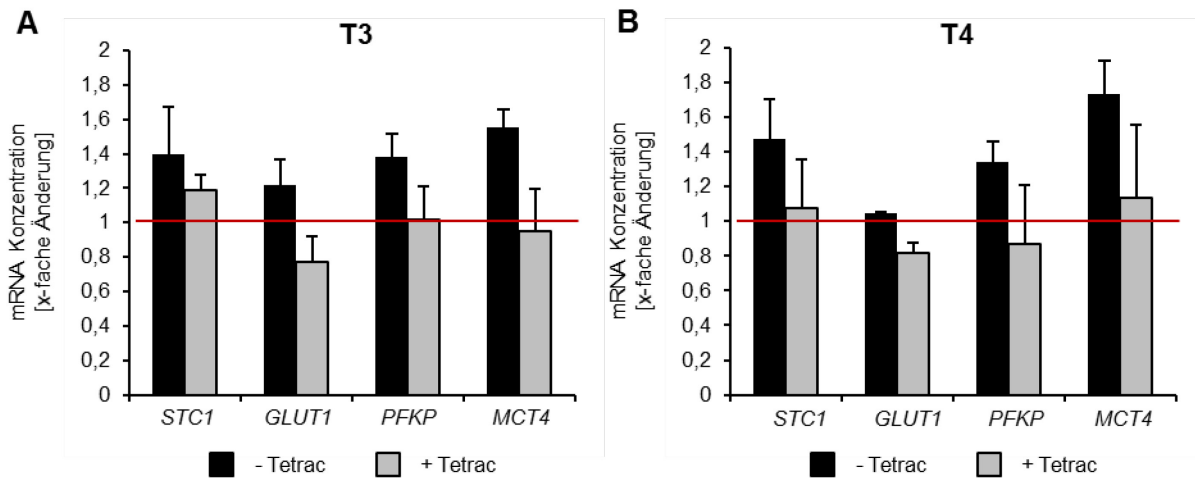 A
T3
mRNA Konzentration
[x-fache Änderung]
2
1,8
1,6
1,4
1,2
1
0,8
0,6
0,4
0,2
0
STC1 GLUT1 PFKP MCT4
- Tetrac + Tetrac
B
T4
mRNA Konzentration
[x-fache Änderung]
2
1,8
1,6
1,4
1,2
1
0,8
0,6
0,4
0,2
0
STC1 GLUT1 PFKP MCT4
- Tetrac + Tetrac